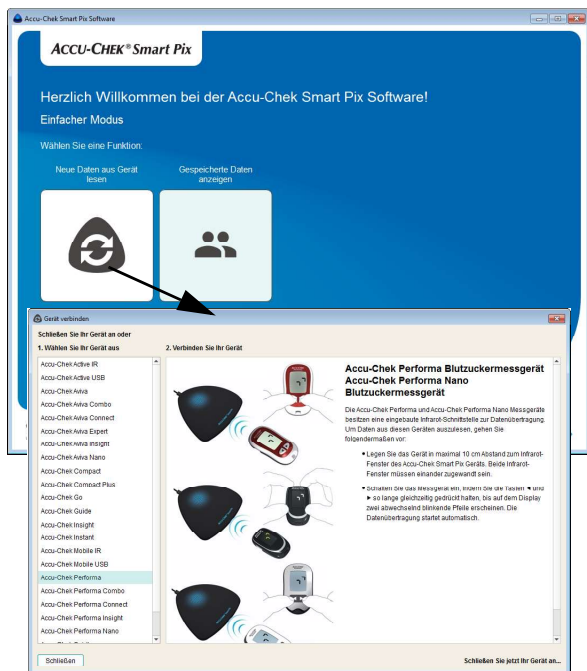 Accu-Chek Smart Pix Software
ACCU-CHEK® Smart Pix
Herzlich Willkommen bei der Accu-Chek Smart Pix Software!
Einfacher Modus
Wählen Sie eine Funktion:
Neue Daten aus Gerät
lesen
Gespeicherte Daten
anzeigen
Gerät verbinden
Schließen Sie Ihr Gerät an oder
1. Wählen Sie Ihr Gerät aus
2. Verbinden Sie Ihr Gerät
Accu-Chek Active IR
Accu-Chek Active USB
Accu-Chek Aviva
Accu-Chek Aviva Combo
Accu-Chek Aviva Connect
Accu-Chek Aviva Expert
Accu-Chek Aviva Insight
Accu-Chek Aviva Nano
Accu-Chek Compact
Accu-Chek Compact Plus
Accu-Chek Go
Accu-Chek Guide
Accu-Chek Insight
Accu-Chek Instant
Accu-Chek Mobile IR
Accu-Chek Mobile USB
Accu-Chek Performa
Accu-Chek Performa Combo
Accu-Chek Performa Connect
Accu-Chek Performa Insight
Accu-Chek Performa Nano
Accu-Chek Performa Blutzuckermessgerät
Accu-Chek Performa Nano
Blutzuckermessgerät
Die Accu-Chek Performa und Accu-Chek Performa Nano Messgeräte
besitzen eine eingebaute Infrarot-Schnittstelle zur Datenübertragung.
Um Daten aus diesen Geräten auszulesen, gehen Sie
folgendermaßen vor:
• Legen Sie das Gerät in maximal 10 cm Abstand zum Infrarot-
Fenster des Accu-Chek Smart Pix Geräts. Beide Infrarot-
Fenster müssen einander zugewandt sein.
• Schalten Sie das Messgerät ein, indem Sie die Tasten ◄ und
► so lange gleichzeitig gedrückt halten, bis auf dem Display
zwei abwechselnd blinkende Pfeile erscheinen. Die
Datenübertragung startet automatisch.
Schließen
Schließen Sie jetzt Ihr Gerät an...